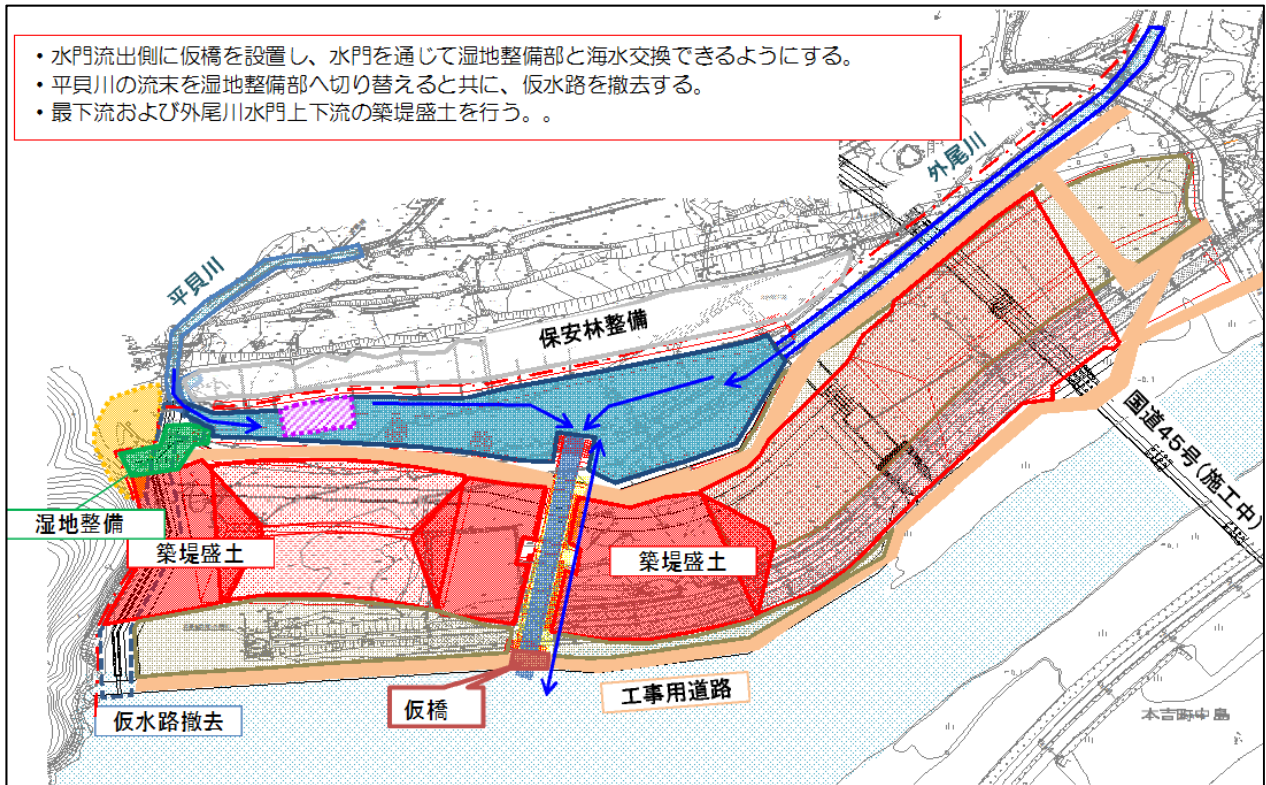 ・水門流出側に仮橋を設置し、水門を通じて湿地整備部と海水交換できるようにする。
・平貝川の流末を湿地整備部へ切り替えると共に、仮水路を撤去する。
・最下流および外尾川水門上下流の築堤盛土を行う。。
外尾川
平貝川
保安林整備
国道45号(施工中)
湿地整備
築堤盛土
築堤盛土
工事用道路
仮橋
仮水路撤去
本吉野中島
-0.1
-0.1